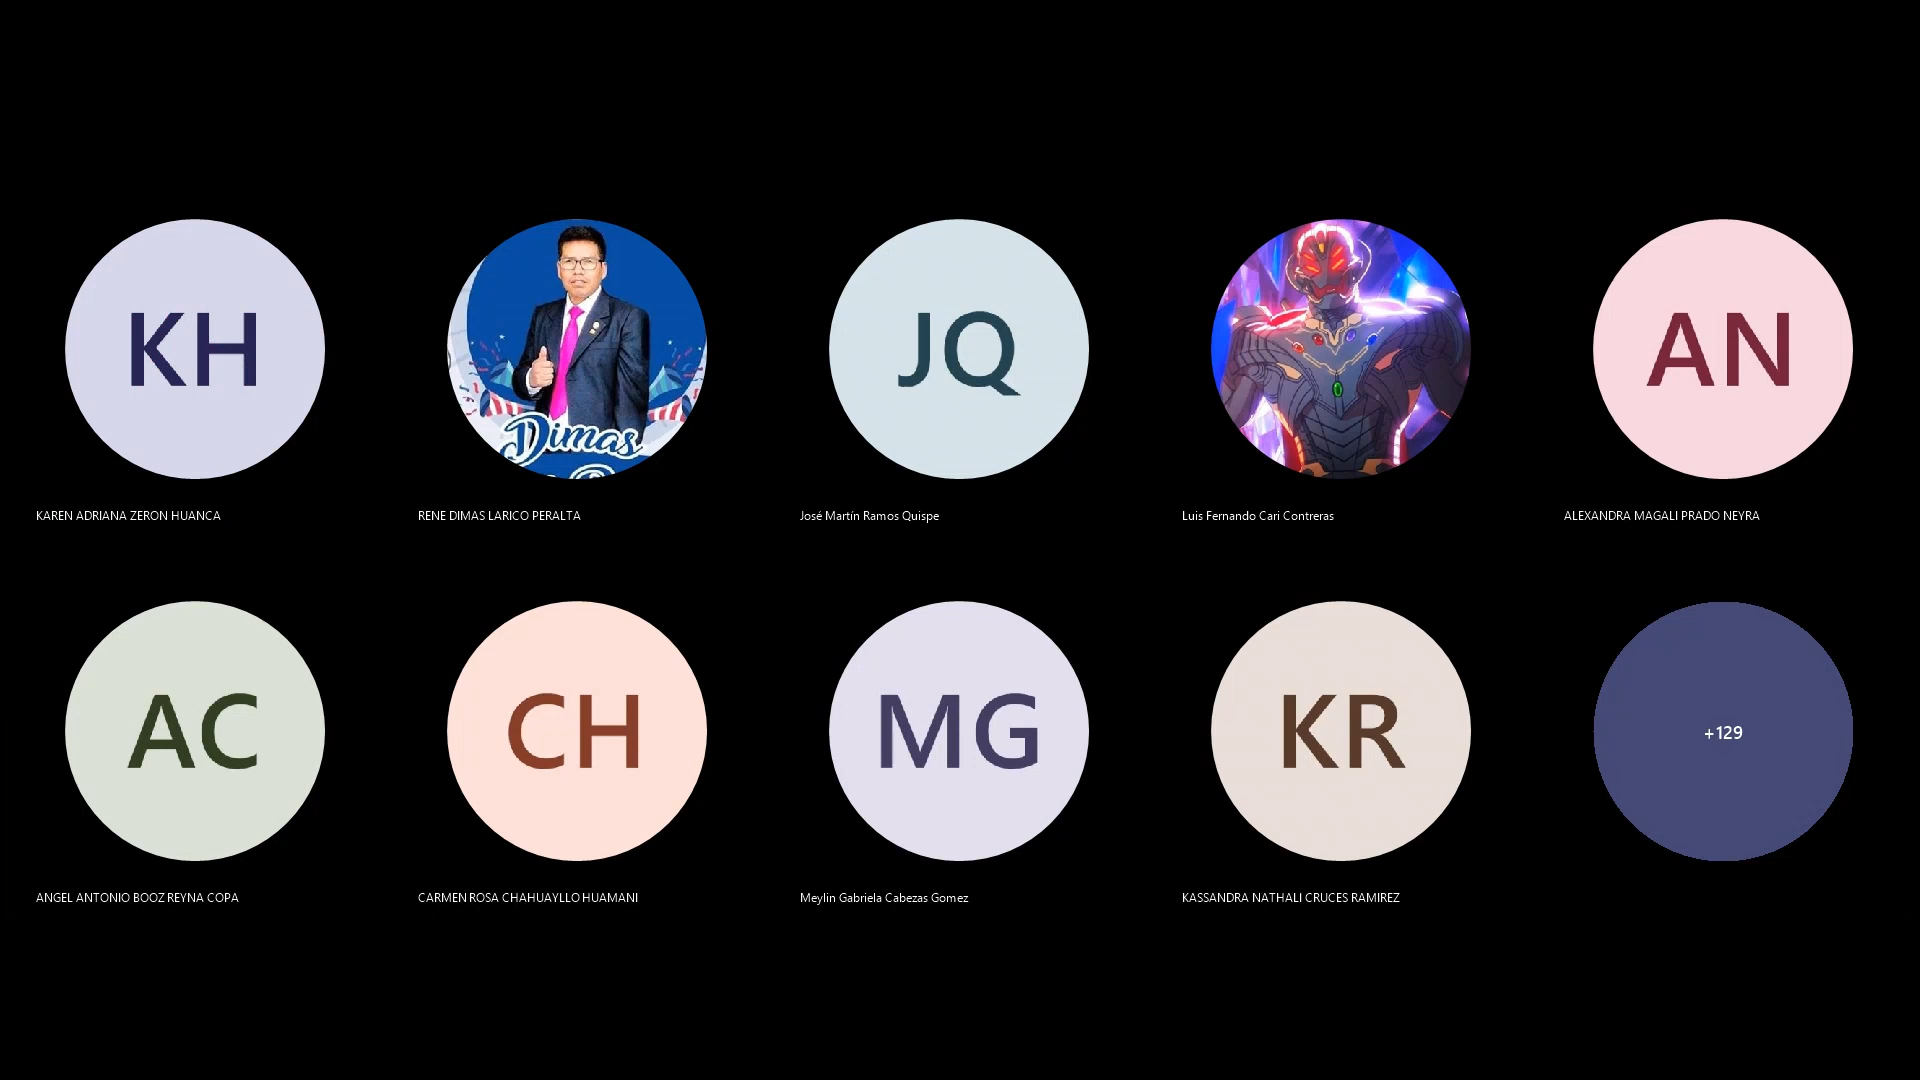 KH
Dimas
JQ
AN
KAREN ADRIANA ZERON HUANCA
RENE DIMAS LARICO PERALTA
José Martín Ramos Quispe
Luis Fernando Cari Contreras
ALEXANDRA MAGALI PRADO NEYRA
AC
CH
MG
KR
+129
ANGEL ANTONIO BOOZ REYNA COPA
CARMEN ROSA CHAHUAYLLO HUAMANI
Meylin Gabriela Cabezas Gomez
KASSANDRA NATHALI CRUCES RAMIREZ